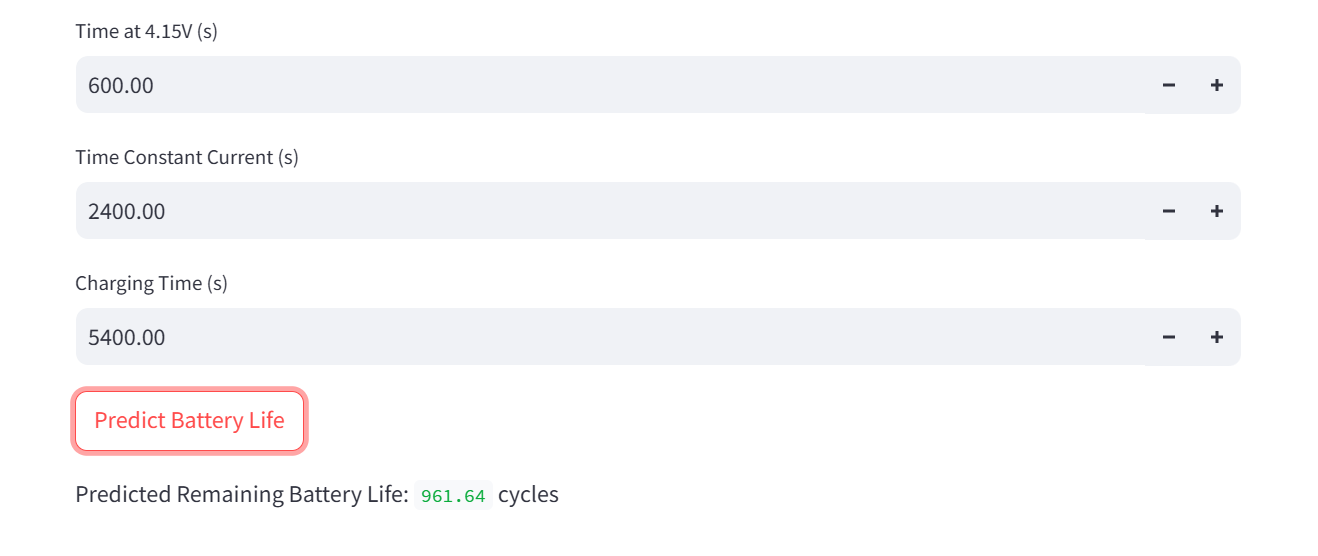 Time at 4.15V (s)
600.00
Time Constant Current (s)
2400.00
Charging Time (s)
5400.00
Predict Battery Life
Predicted Remaining Battery Life: 961.64 cycles